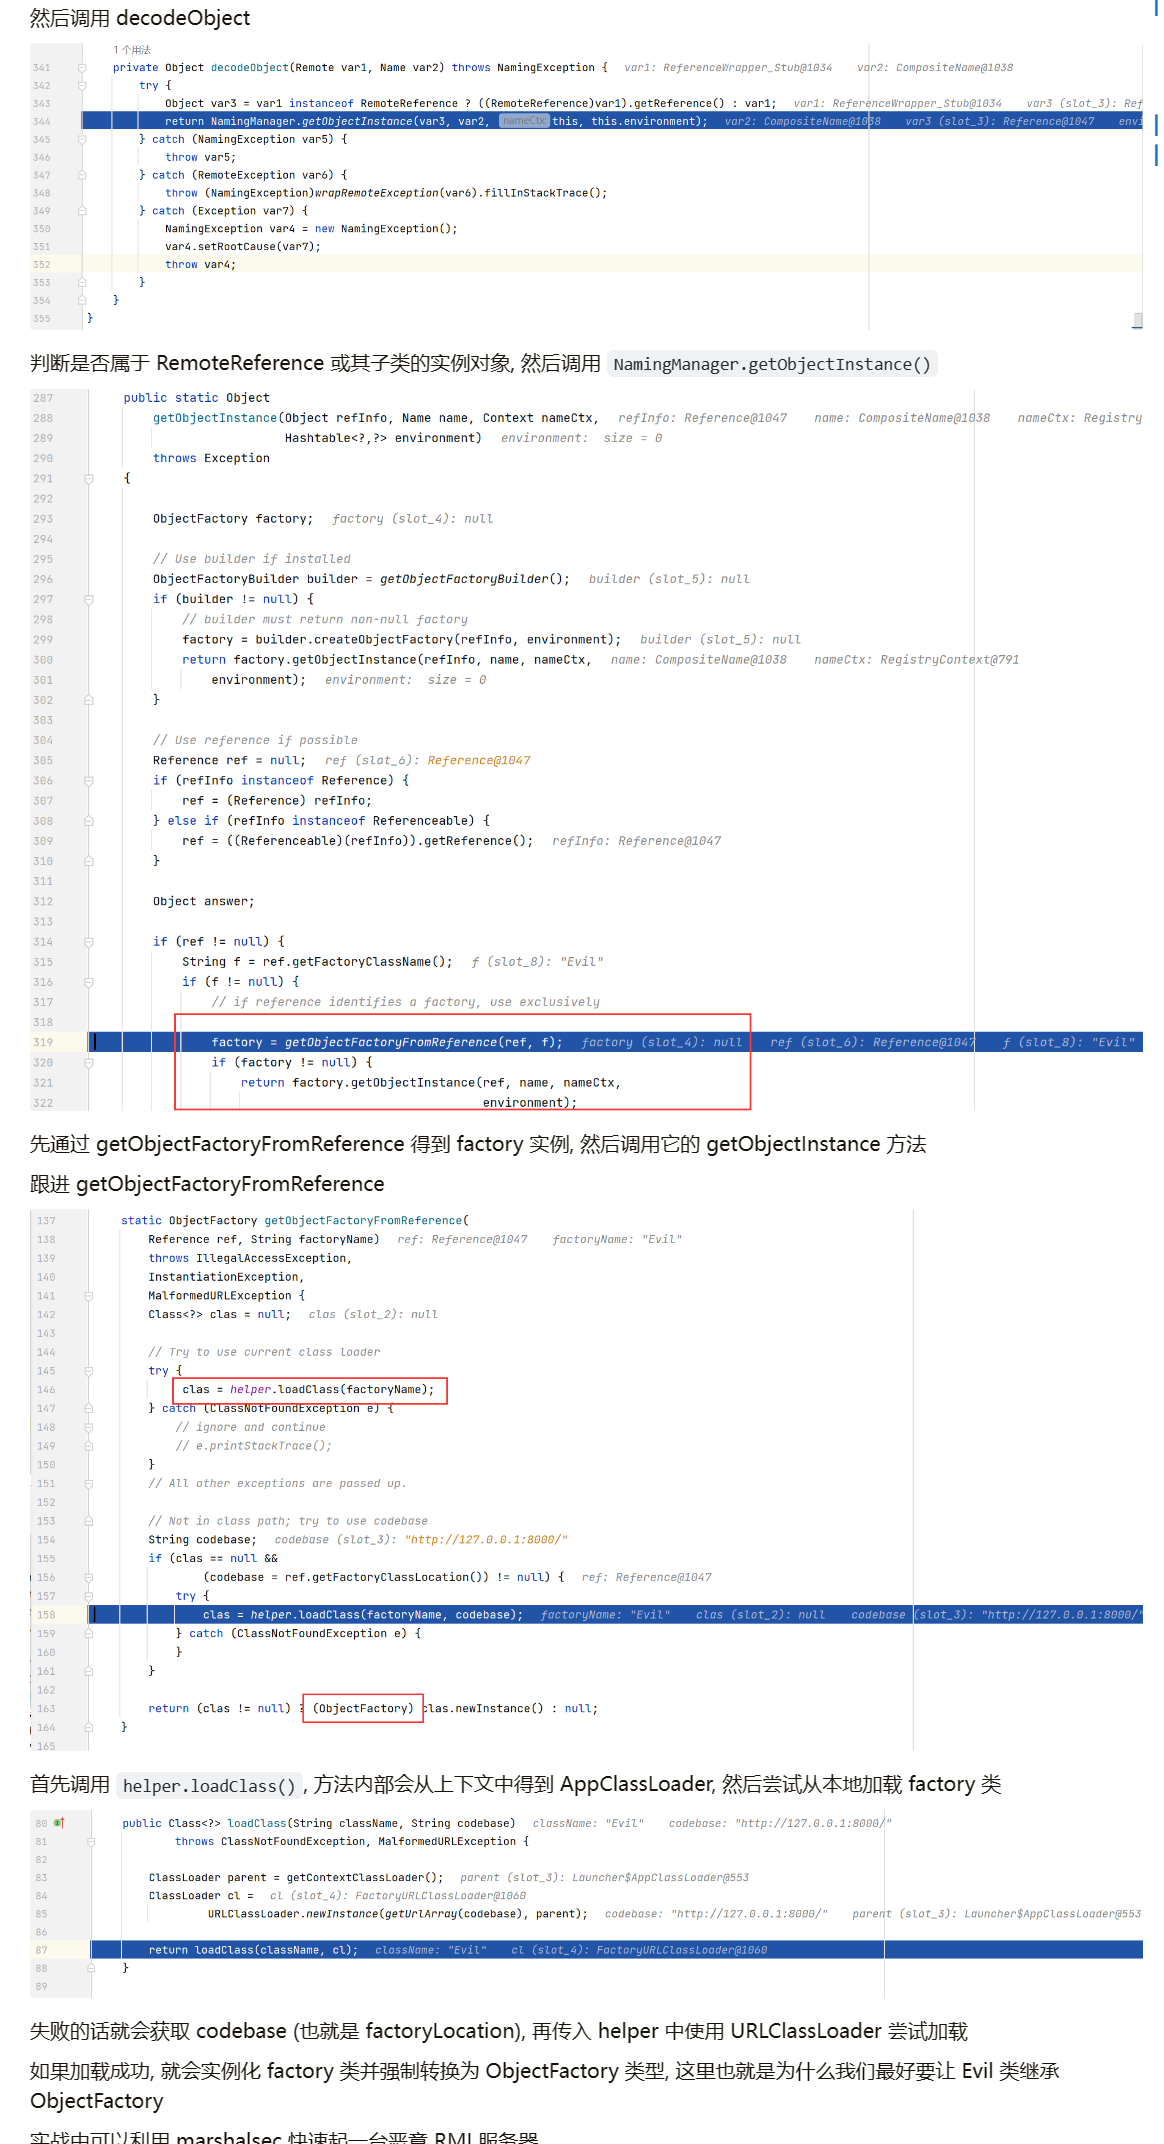 然后调用 decodeObject
1 个用法
341 private Object decodeObject(Remote var1, Name var2) throws NamingException { var1: ReferenceWrapper_Stub@1034 var2: CompositeName@1038
342 try {
343 Object var3 = var1 instanceof RemoteReference ? ((RemoteReference)var1).getReference() : var1; var1: ReferenceWrapper_Stub@1034 var3 (slot_3): Ref
344 return NamingManager.getObjectInstance(var3, var2, nameCtx: this, this.environment); var2: CompositeName@1038 var3 (slot_3): Reference@1047 envi
345 } catch (NamingException var5) {
346 throw var5;
347 } catch (RemoteException var6) {
348 throw (NamingException)wrapRemoteException(var6).fillInStackTrace();
349 } catch (Exception var7) {
350 NamingException var4 = new NamingException();
351 var4.setRootCause(var7);
352 throw var4;
353 }
354 }
355 }
判断是否属于 RemoteReference 或其子类的实例对象, 然后调用 NamingManager.getObjectInstance()
287 public static Object
288 getObjectInstance(Object refInfo, Name name, Context nameCtx, refInfo: Reference@1047 name: CompositeName@1038 nameCtx: Registry
289 Hashtable<?,?> environment) environment: size = 0
290 throws Exception
291 {
292
293 ObjectFactory factory; factory (slot_4): null
294
295 // Use builder if installed
296 ObjectFactoryBuilder builder = getObjectFactoryBuilder(); builder (slot_5): null
297 if (builder != null) {
298 // builder must return non-null factory
299 factory = builder.createObjectFactory(refInfo, environment); builder (slot_5): null
300 return factory.getObjectInstance(refInfo, name, nameCtx, name: CompositeName@1038 nameCtx: RegistryContext@791
301 environment); environment: size = 0
302 }
303
304 // Use reference if possible
305 Reference ref = null; ref (slot_6): Reference@1047
306 if (refInfo instanceof Reference) {
307 ref = (Reference) refInfo;
308 } else if (refInfo instanceof Referenceable) {
309 ref = ((Referenceable)(refInfo)).getReference(); refInfo: Reference@1047
310 }
311
312 Object answer;
313
314 if (ref != null) {
315 String f = ref.getFactoryClassName(); f (slot_8): "Evil"
316 if (f != null) {
317 // if reference identifies a factory, use exclusively
318
319 factory = getObjectFactoryFromReference(ref, f); factory (slot_4): null ref (slot_6): Reference@1047 f (slot_8): "Evil"
320 if (factory != null) {
321 return factory.getObjectInstance(ref, name, nameCtx,
322 environment);
先通过 getObjectFactoryFromReference 得到 factory 实例, 然后调用它的 getObjectInstance 方法
跟进 getObjectFactoryFromReference
137 static ObjectFactory getObjectFactoryFromReference(
138 Reference ref, String factoryName) ref: Reference@1047 factoryName: "Evil"
139 throws IllegalAccessException,
140 InstantiationException,
141 MalformedURLException {
142 Class<?> clas = null; clas (slot_2): null
143
144 // Try to use current class loader
145 try {
146 clas = helper.loadClass(factoryName);
147 } catch (ClassNotFoundException e) {
148 // ignore and continue
149 // e.printStackTrace();
150 }
151 // All other exceptions are passed up.
152
153 // Not in class path; try to use codebase
154 String codebase; codebase (slot_3): "http://127.0.0.1:8000/"
155 if (clas == null &&
156 (codebase = ref.getFactoryClassLocation()) != null) { ref: Reference@1047
157 try {
158 clas = helper.loadClass(factoryName, codebase); factoryName: "Evil" clas (slot_2): null codebase (slot_3): "http://127.0.0.1:8000/"
159 } catch (ClassNotFoundException e) {
160 }
161 }
162
163 return (clas != null) ? (ObjectFactory) clas.newInstance() : null;
164 }
165
首先调用 helper.loadClass() , 方法内部会从上下文中得到 AppClassLoader, 然后尝试从本地加载 factory 类
80 public Class<?> loadClass(String className, String codebase) className: "Evil" codebase: "http://127.0.0.1:8000/"
81 throws ClassNotFoundException, MalformedURLException {
82
83 ClassLoader parent = getContextClassLoader(); parent (slot_3): Launcher$AppClassLoader@553
84 ClassLoader cl = cl (slot_4): FactoryURLClassLoader@1060
85 URLClassLoader.newInstance(getUrlArray(codebase), parent); codebase: "http://127.0.0.1:8000/" parent (slot_3): Launcher$AppClassLoader@553
86
87 return loadClass(className, cl); className: "Evil" cl (slot_4): FactoryURLClassLoader@1060
88 }
89
失败的话就会获取 codebase (也就是 factoryLocation), 再传入 helper 中使用 URLClassLoader 尝试加载
如果加载成功, 就会实例化 factory 类并强制转换为 ObjectFactory 类型, 这里也就是为什么我们最好要让 Evil 类继承
ObjectFactory
实战中可以利用 marshalsec 快速起一台恶意 RMI 服务器